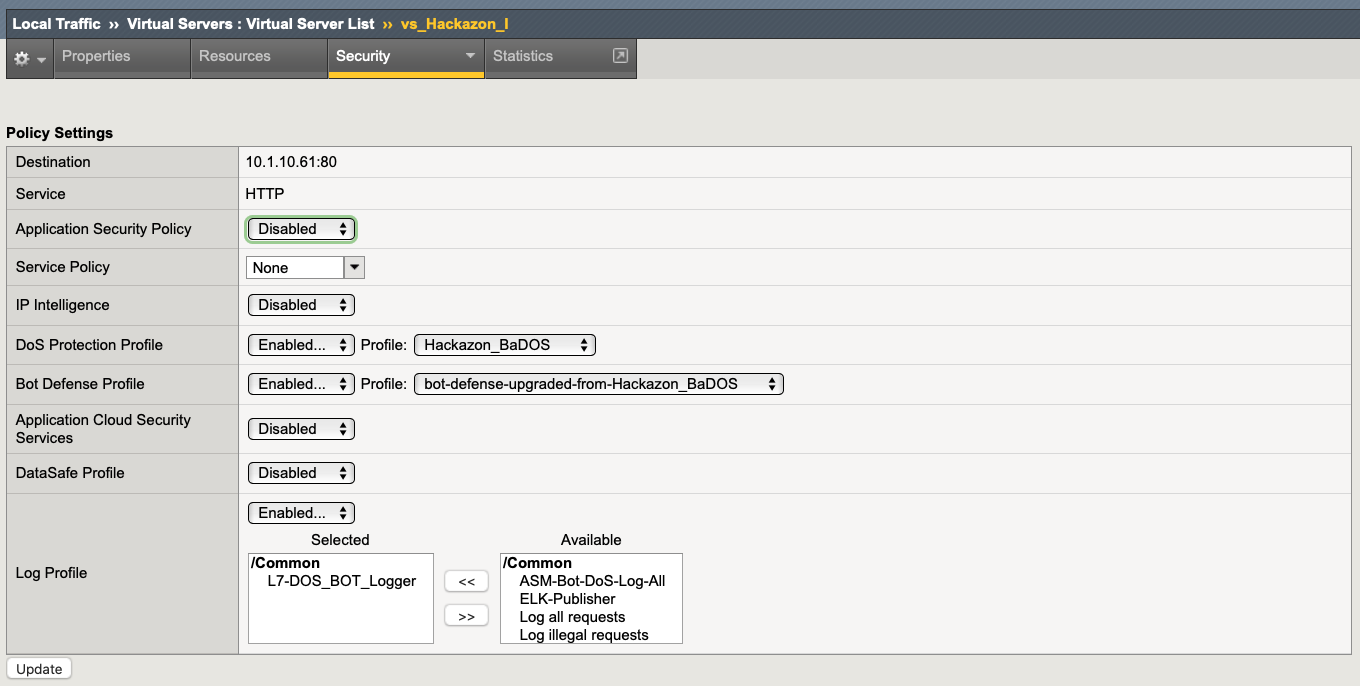 Local Traffic ›› Virtual Servers : Virtual Server List ›› vs_Hackazon_I
Properties Resources Security Statistics
Policy Settings
Destination 10.1.10.61:80
Service HTTP
Application Security Policy Disabled
Service Policy None
IP Intelligence Disabled
DoS Protection Profile Enabled... Profile: Hackazon_BaDOS
Bot Defense Profile Enabled... Profile: bot-defense-upgraded-from-Hackazon_BaDOS
Application Cloud Security
Services Disabled
DataSafe Profile Disabled
Log Profile Enabled...
Selected Available
/Common /Common
L7-DOS_BOT_Logger << ASM-Bot-DoS-Log-All
ELK-Publisher
>> Log all requests
Log illegal requests
Update